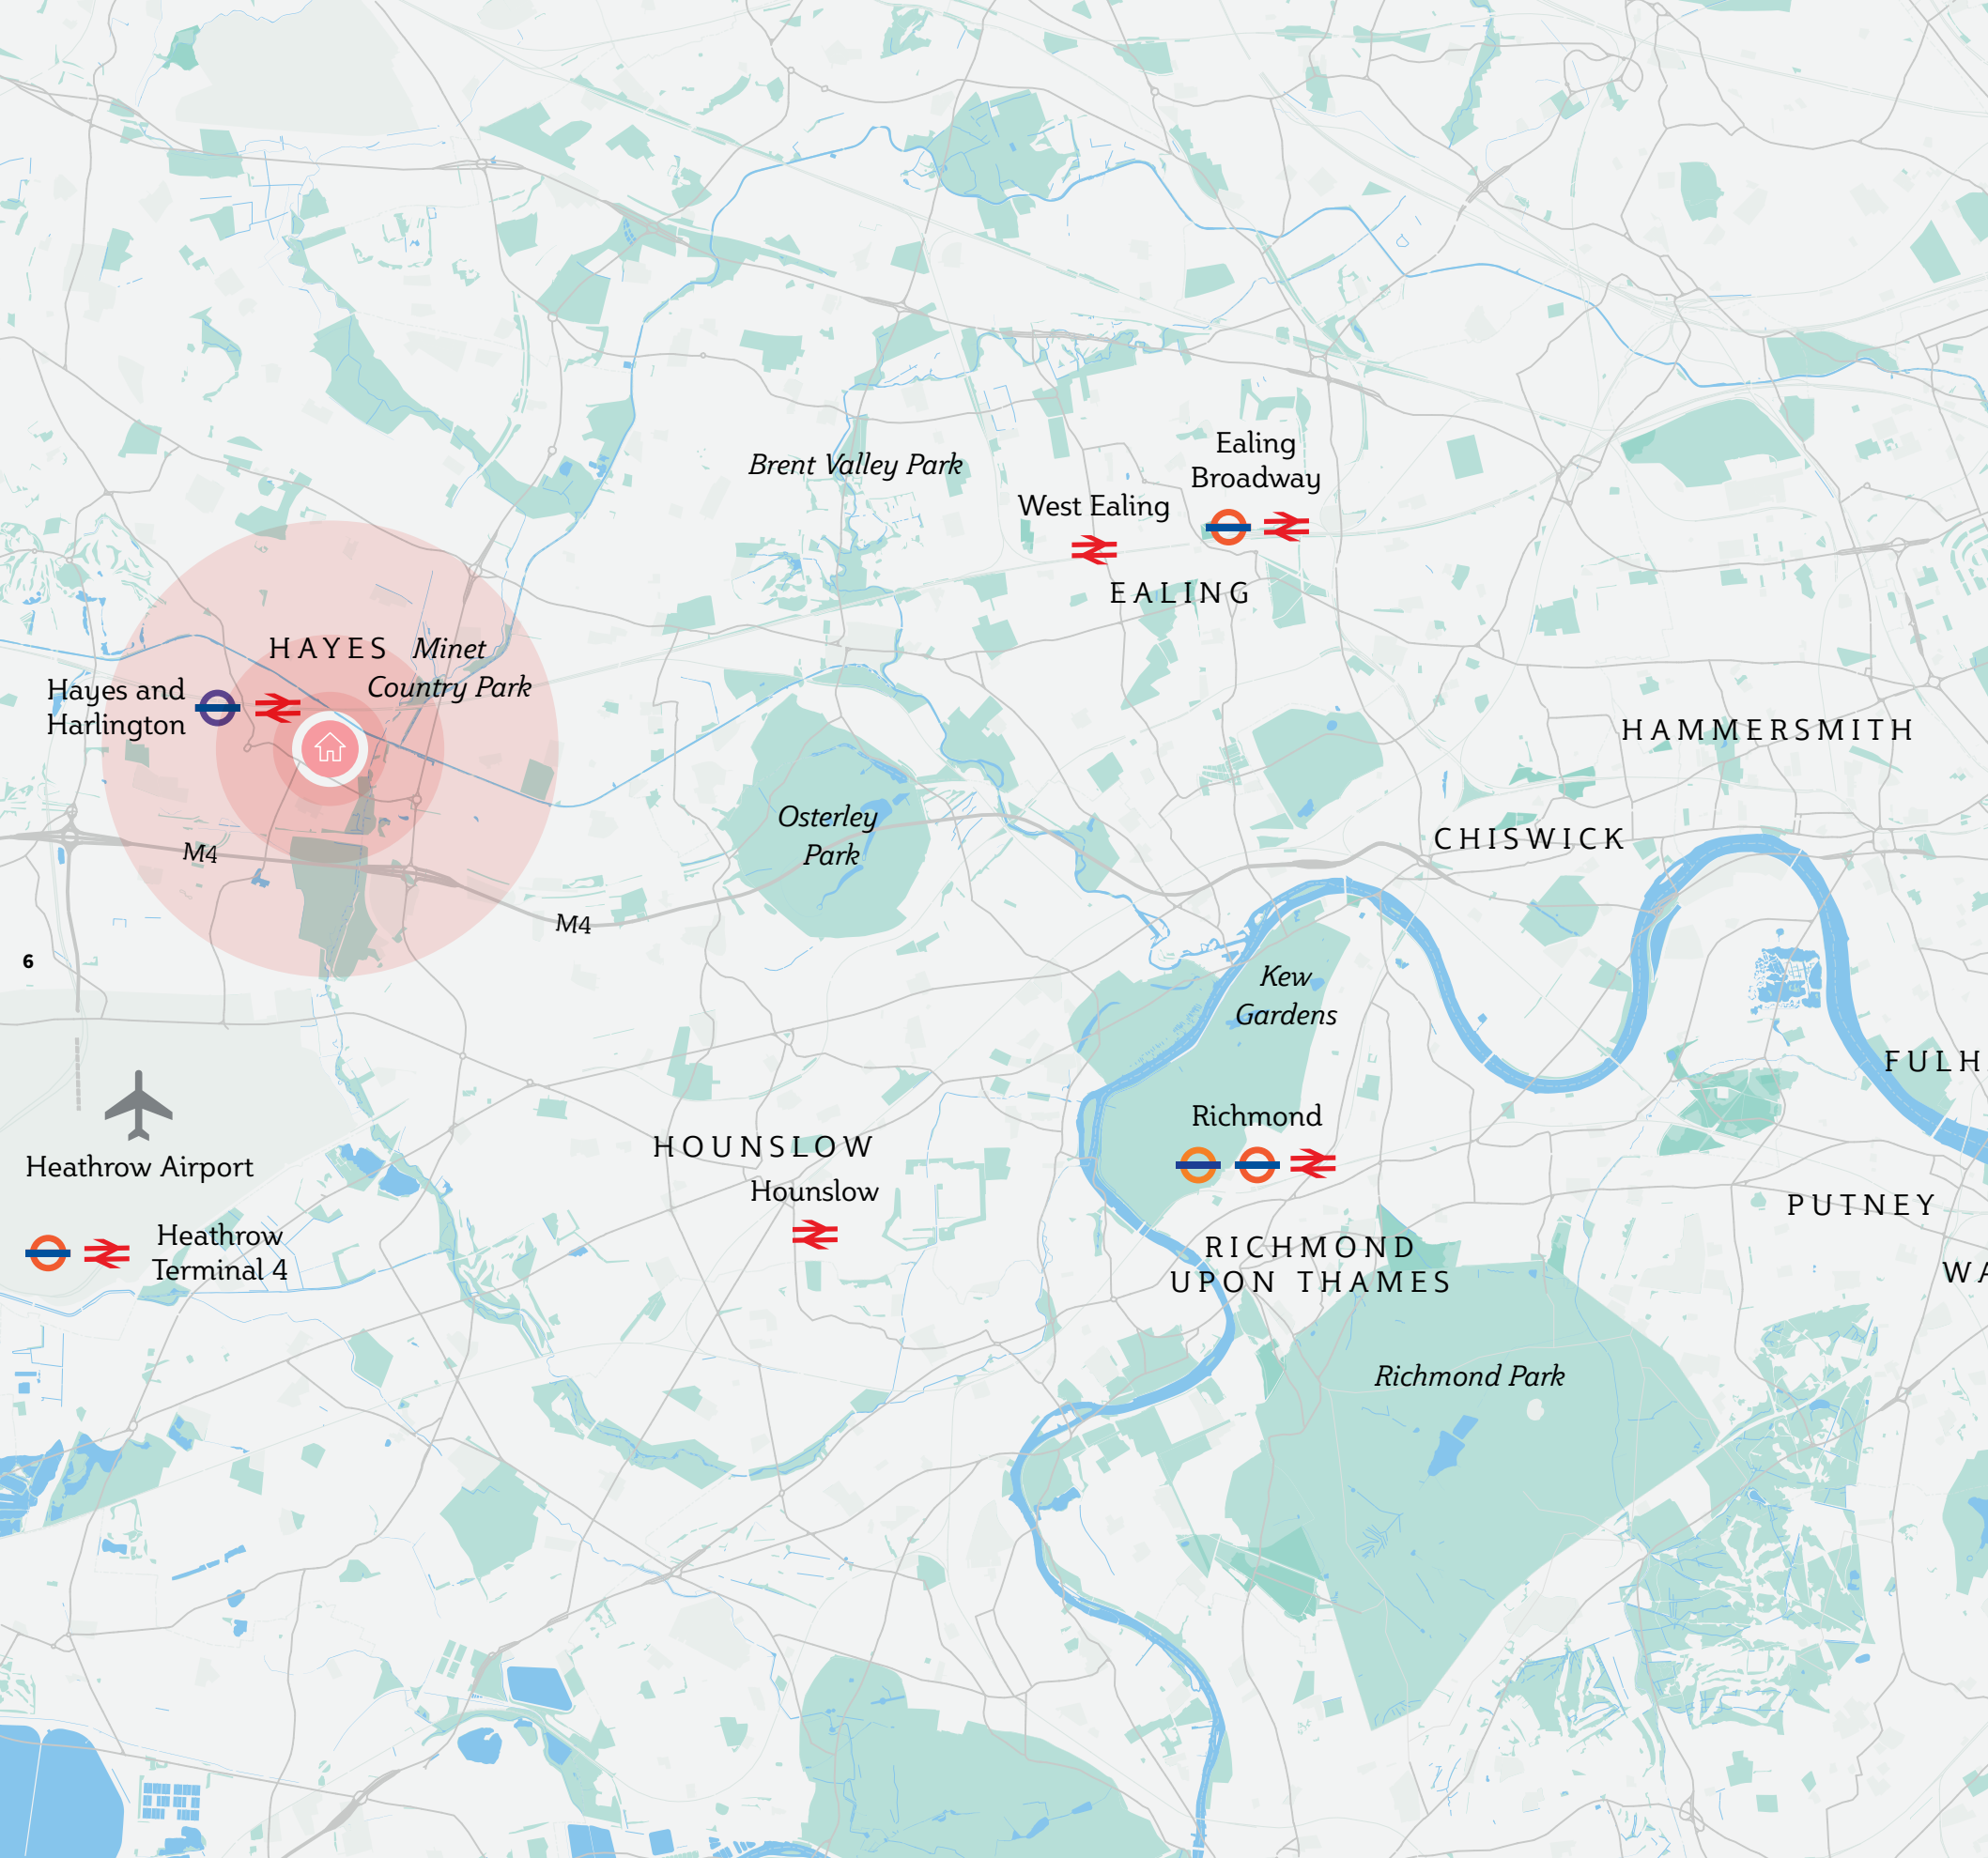 Brent Valley Park
Ealing
Broadway
West Ealing
EALING
HAYES
Minet
Country Park
Hayes and
Harlington
HAMMERSMITH
Osterley
Park
CHISWICK
M4
M4
6
Kew
Gardens
FULH
Richmond
HOUNSLOW
Hounslow
Heathrow Airport
PUTNEY
Heathrow
Terminal 4
RICHMOND
UPON THAMES
WA
Richmond Park